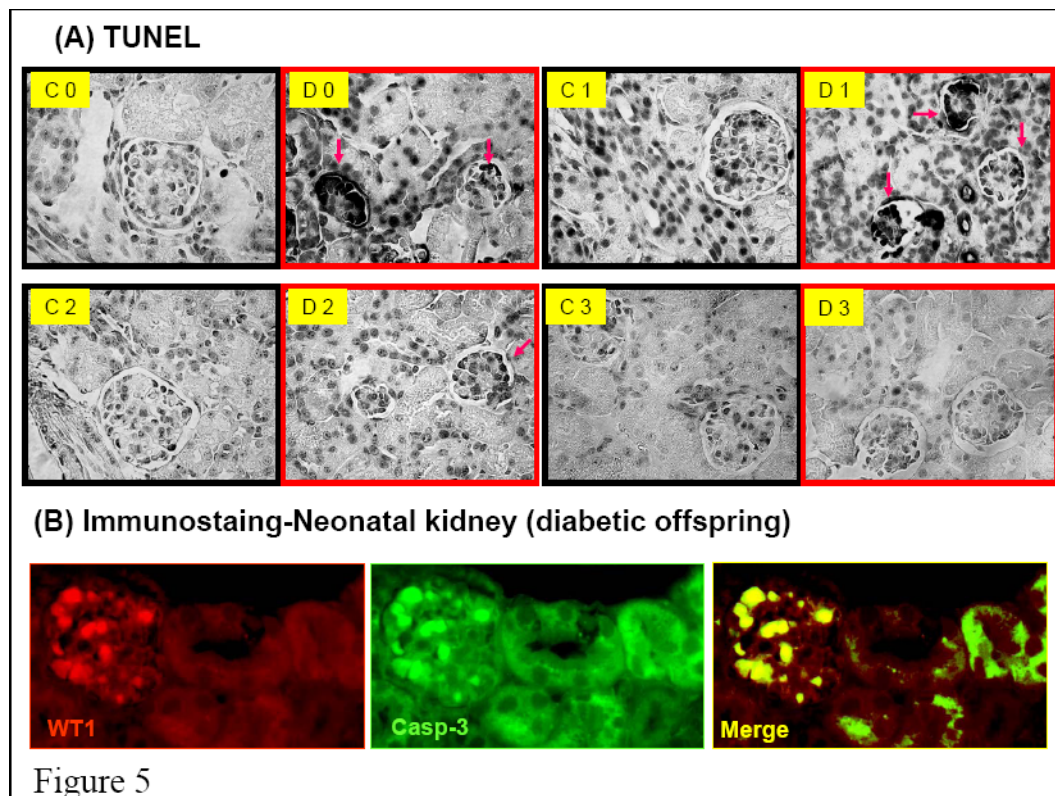 (A) TUNEL
C 0
D 0
C 1
D 1
C 2
D 2
C 3
D 3
(B) Immunostaing-Neonatal kidney (diabetic offspring)
WT1
Casp-3
Merge
Figure 5